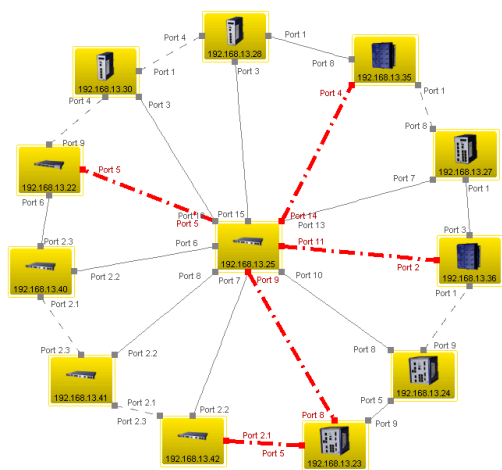 Port 4
Port 1
192.168.13.28
Port 1
Port 3
Port 8
192.168.13.35
Port 4
Port 1
192.168.13.30
Port 4
Port 3
Port 1
Port 8
192.168.13.27
Port 7
Port 1
Port 9
192.168.13.22
Port 5
Port 6
Port 5
Port 15
Port 14
Port 13
Port 6
Port 11
192.168.13.25
Port 8
Port 7
Port 9
Port 10
Port 3
192.168.13.36
Port 2
Port 1
Port 2.3
192.168.13.40
Port 2.2
Port 2.1
Port 2.3
Port 2.2
192.168.13.41
Port 2.1
Port 2.3
Port 9
Port 8
192.168.13.24
Port 5
Port 9
Port 2.2
192.168.13.42
Port 2.1
Port 5
Port 8
192.168.13.23